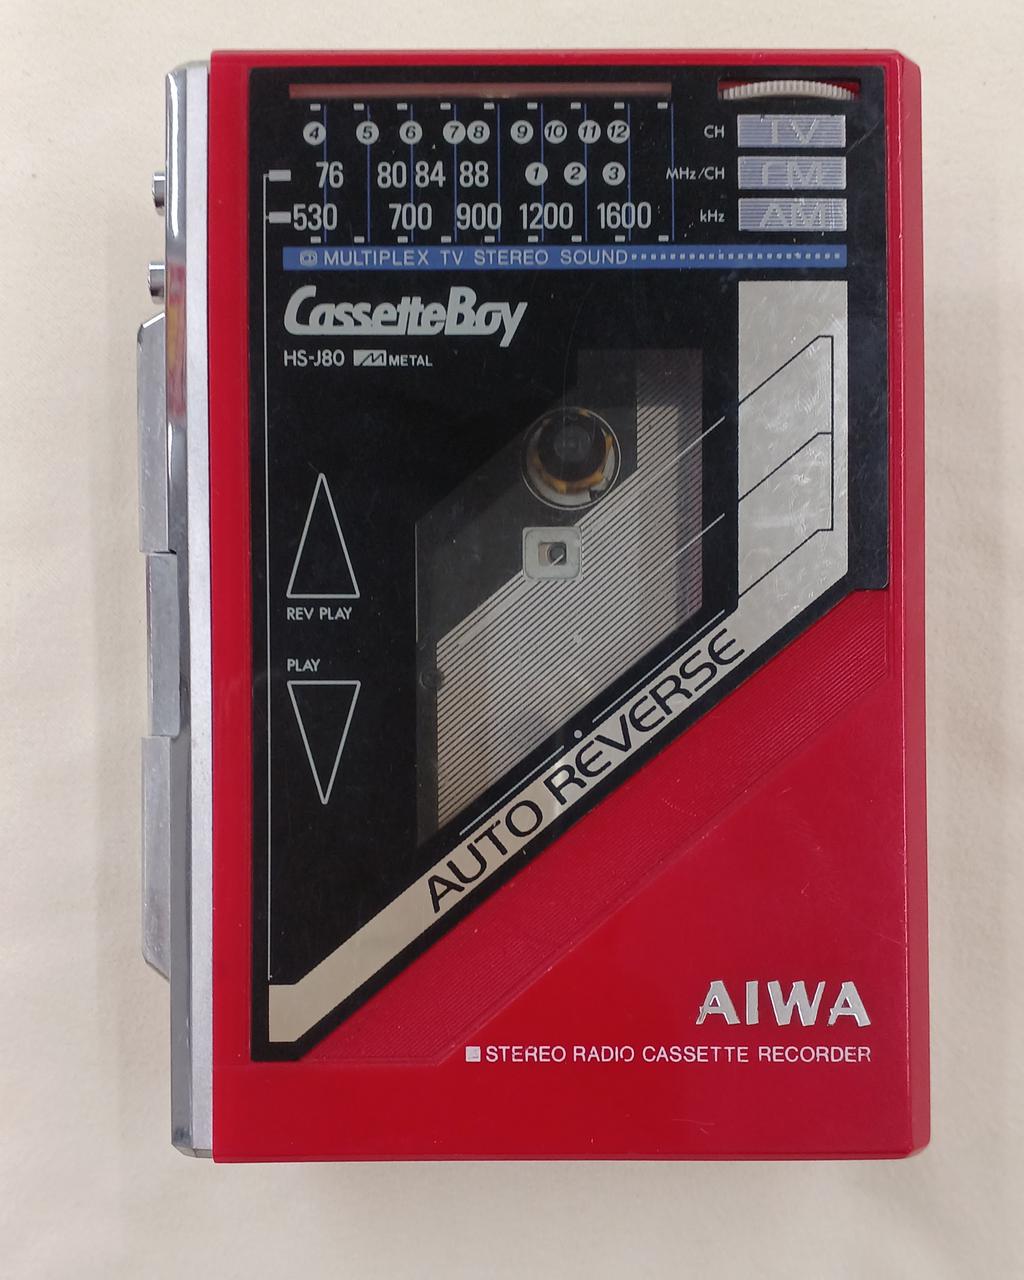 ④ ⑤ ⑥ ⑦ ⑧ ⑨ ⑩ ⑪ ⑫ CH TV
76 80 84 88 ① ② ③ MHz/CH FM
530 700 900 1200 1600 kHz AM
MULTIPLEX TV STEREO SOUND
CassetteBoy
HS-J80 METAL
REV PLAY
PLAY
AUTO REVERSE
AIWA
STEREO RADIO CASSETTE RECORDER